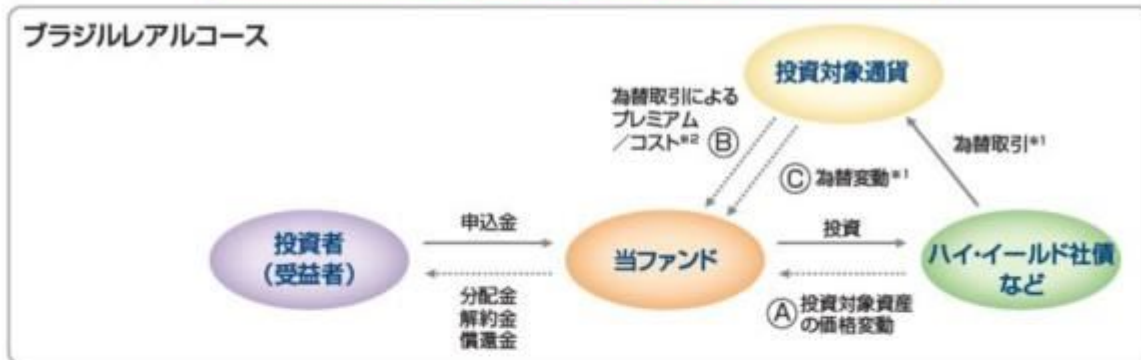 ブラジルレアルコース
投資対象通貨
為替取引による
プレミアム
／コスト※2 Ⓑ
為替取引※1
Ⓒ 為替変動※1
投資者
（受益者）
申込金
分配金
解約金
償還金
当ファンド
投資
Ⓐ 投資対象資産
の価格変動
ハイ・イールド社債
など